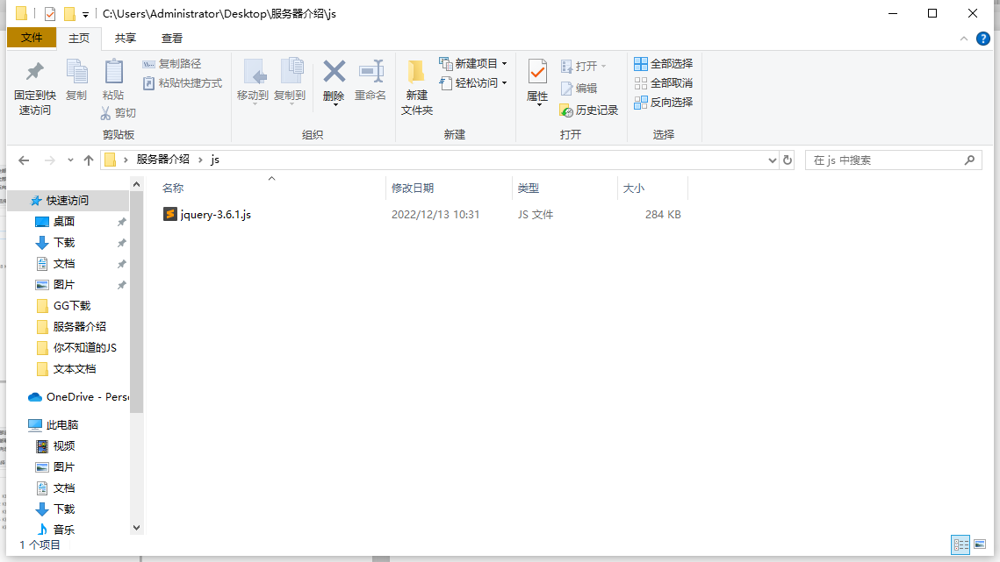 C:\Users\Administrator\Desktop\服务器介绍\js
文件 主页 共享 查看
固定到快速访问
复制
粘贴
复制路径
粘贴快捷方式
剪切
剪贴板
移动到 复制到 删除 重命名
组织
新建文件夹
新建项目
轻松访问
新建
属性
打开
编辑
历史记录
打开
全部选择
全部取消
反向选择
选择
服务器介绍 js
在 js 中搜索
名称 修改日期 类型 大小
jquery-3.6.1.js 2022/12/13 10:31 JS 文件 284 KB
快速访问
桌面
下载
文档
图片
GG下载
服务器介绍
你不知道的JS
文本文档
OneDrive - Pers
此电脑
视频
图片
文档
下载
音乐
1 个项目